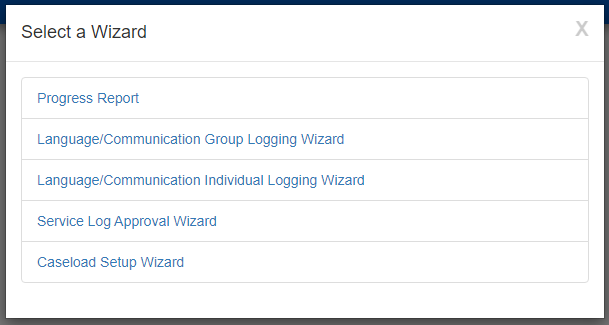 Select a Wizard
X
Progress Report
Language/Communication Group Logging Wizard
Language/Communication Individual Logging Wizard
Service Log Approval Wizard
Caseload Setup Wizard